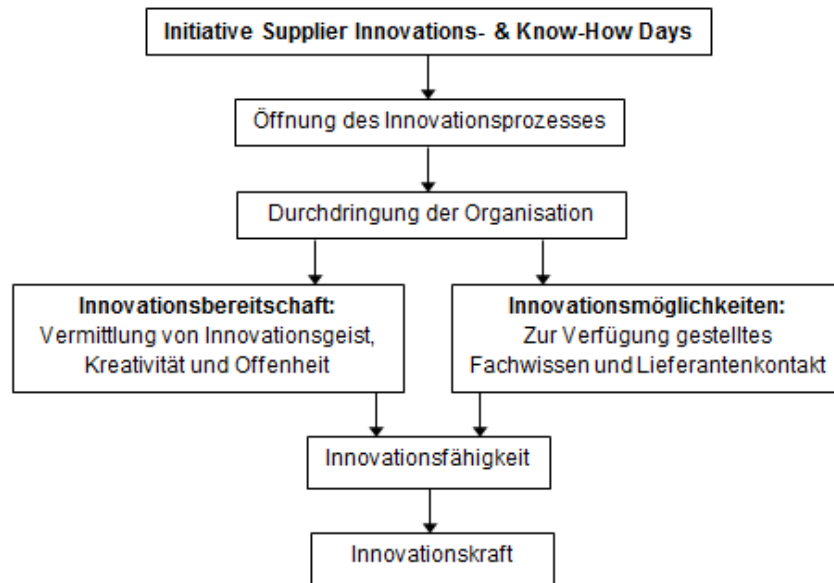 Initiative Supplier Innovations- & Know-How Days
Öffnung des Innovationsprozesses
Durchdringung der Organisation
Innovationsbereitschaft:
Vermittlung von Innovationsgeist,
Kreativität und Offenheit
Innovationsmöglichkeiten:
Zur Verfügung gestelltes
Fachwissen und Lieferantenkontakt
Innovationsfähigkeit
Innovationskraft